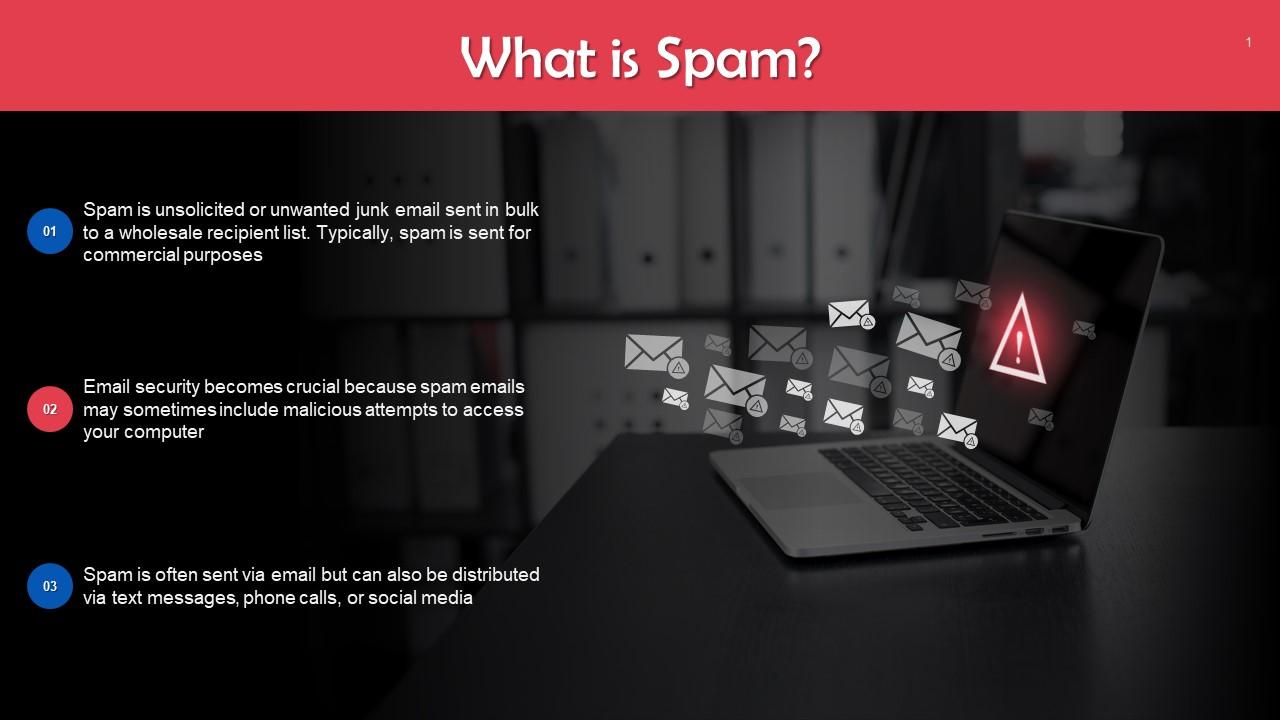 What is Spam?
1
01
Spam is unsolicited or unwanted junk email sent in bulk
to a wholesale recipient list. Typically, spam is sent for
commercial purposes
02
Email security becomes crucial because spam emails
may sometimes include malicious attempts to access
your computer
03
Spam is often sent via email but can also be distributed
via text messages, phone calls, or social media